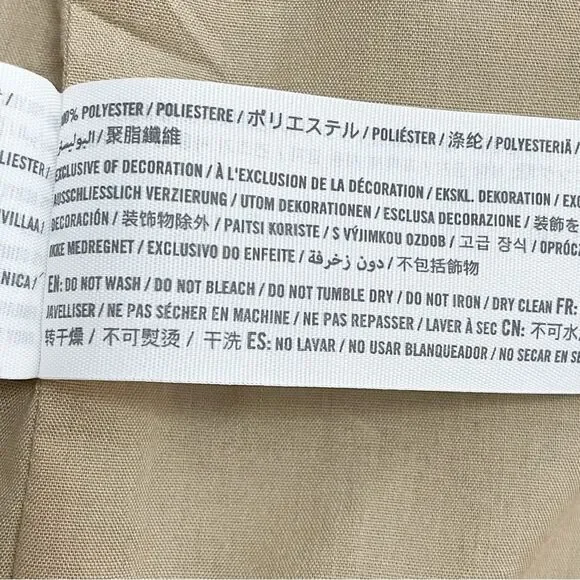 100% POLYESTER / POLIESTERE / ポリエステル / POLIÉSTER / 涤纶 / POLYESTERIÄ /
البوليستر / 聚脂纖維
EXCLUSIVE OF DECORATION / À L'EXCLUSION DE LA DÉCORATION / EKSKL. DEKORATION / EXC
AUSSCHLIESSLICH VERZIERUNG / UTOM DEKORATIONEN / ESCLUSA DECORAZIONE / 装飾を
DECORACIÓN / 装饰物除外 / PAITSI KORISTE / S VÝJIMKOU OZDOB / 고급 장식 / OPRÓCZ
IKKE MEDREGNET / EXCLUSIVO DO ENFEITE / دون زخرفة / 不包括飾物
EN: DO NOT WASH / DO NOT BLEACH / DO NOT TUMBLE DRY / DO NOT IRON / DRY CLEAN FR:
JAVELLISER / NE PAS SÉCHER EN MACHINE / NE PAS REPASSER / LAVER À SEC CN: 不可水
转干燥 / 不可熨烫 / 干洗 ES: NO LAVAR / NO USAR BLANQUEADOR / NO SECAR EN SE
LIESTER /
VILLAA
NICA /